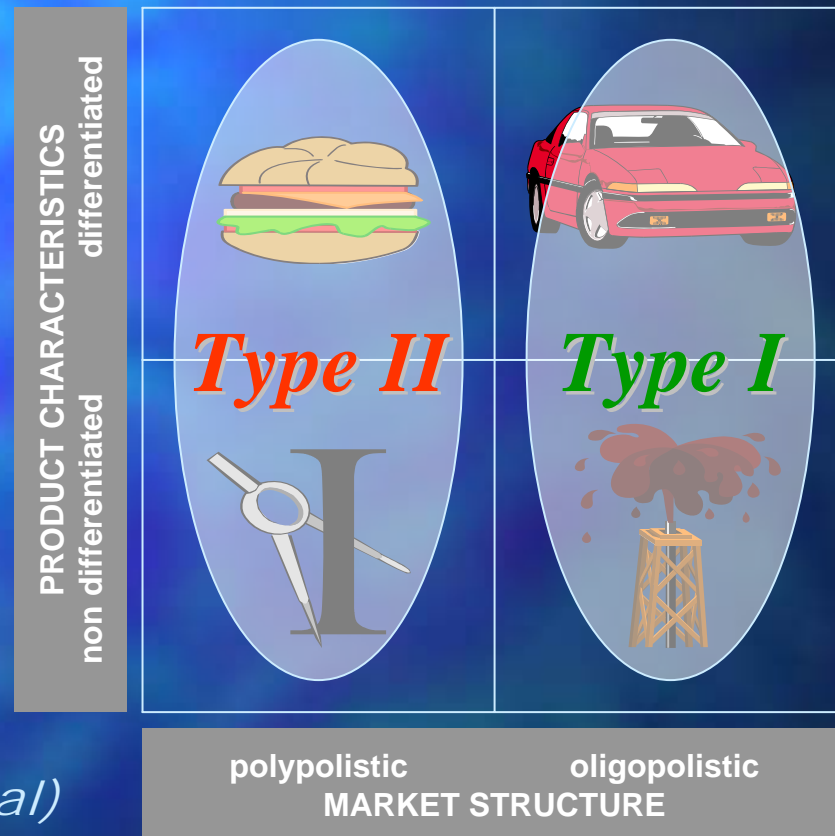 PRODUCT CHARACTERISTICS
differentiated
non differentiated
Type II
Type I
polypolistic
oligopolistic
MARKET STRUCTURE
al)